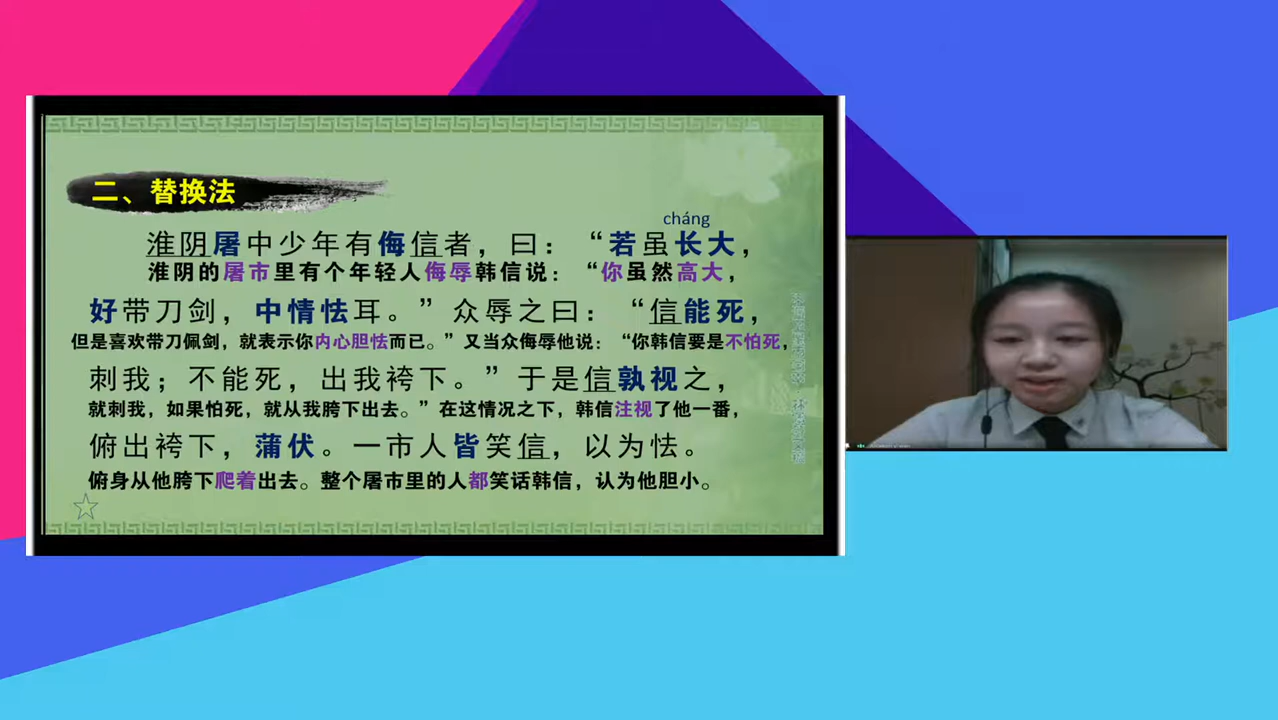 二、替换法
cháng
淮阴屠中少年有侮信者，曰：“若虽长大，
淮阴的屠市里有个年轻人侮辱韩信说：“你虽然高大，
好带刀剑，中情怯耳。”众辱之曰：“信能死，
但是喜欢带刀佩剑，就表示你内心胆怯而已。”又当众侮辱他说：“你韩信要是不怕死，
刺我；不能死，出我袴下。”于是信孰视之，
就刺我，如果怕死，就从我胯下出去。”在这情况之下，韩信注视了他一番，
俯出袴下，蒲伏。一市人皆笑信，以为怯。
俯身从他胯下爬着出去。整个屠市里的人都笑话韩信，认为他胆小。